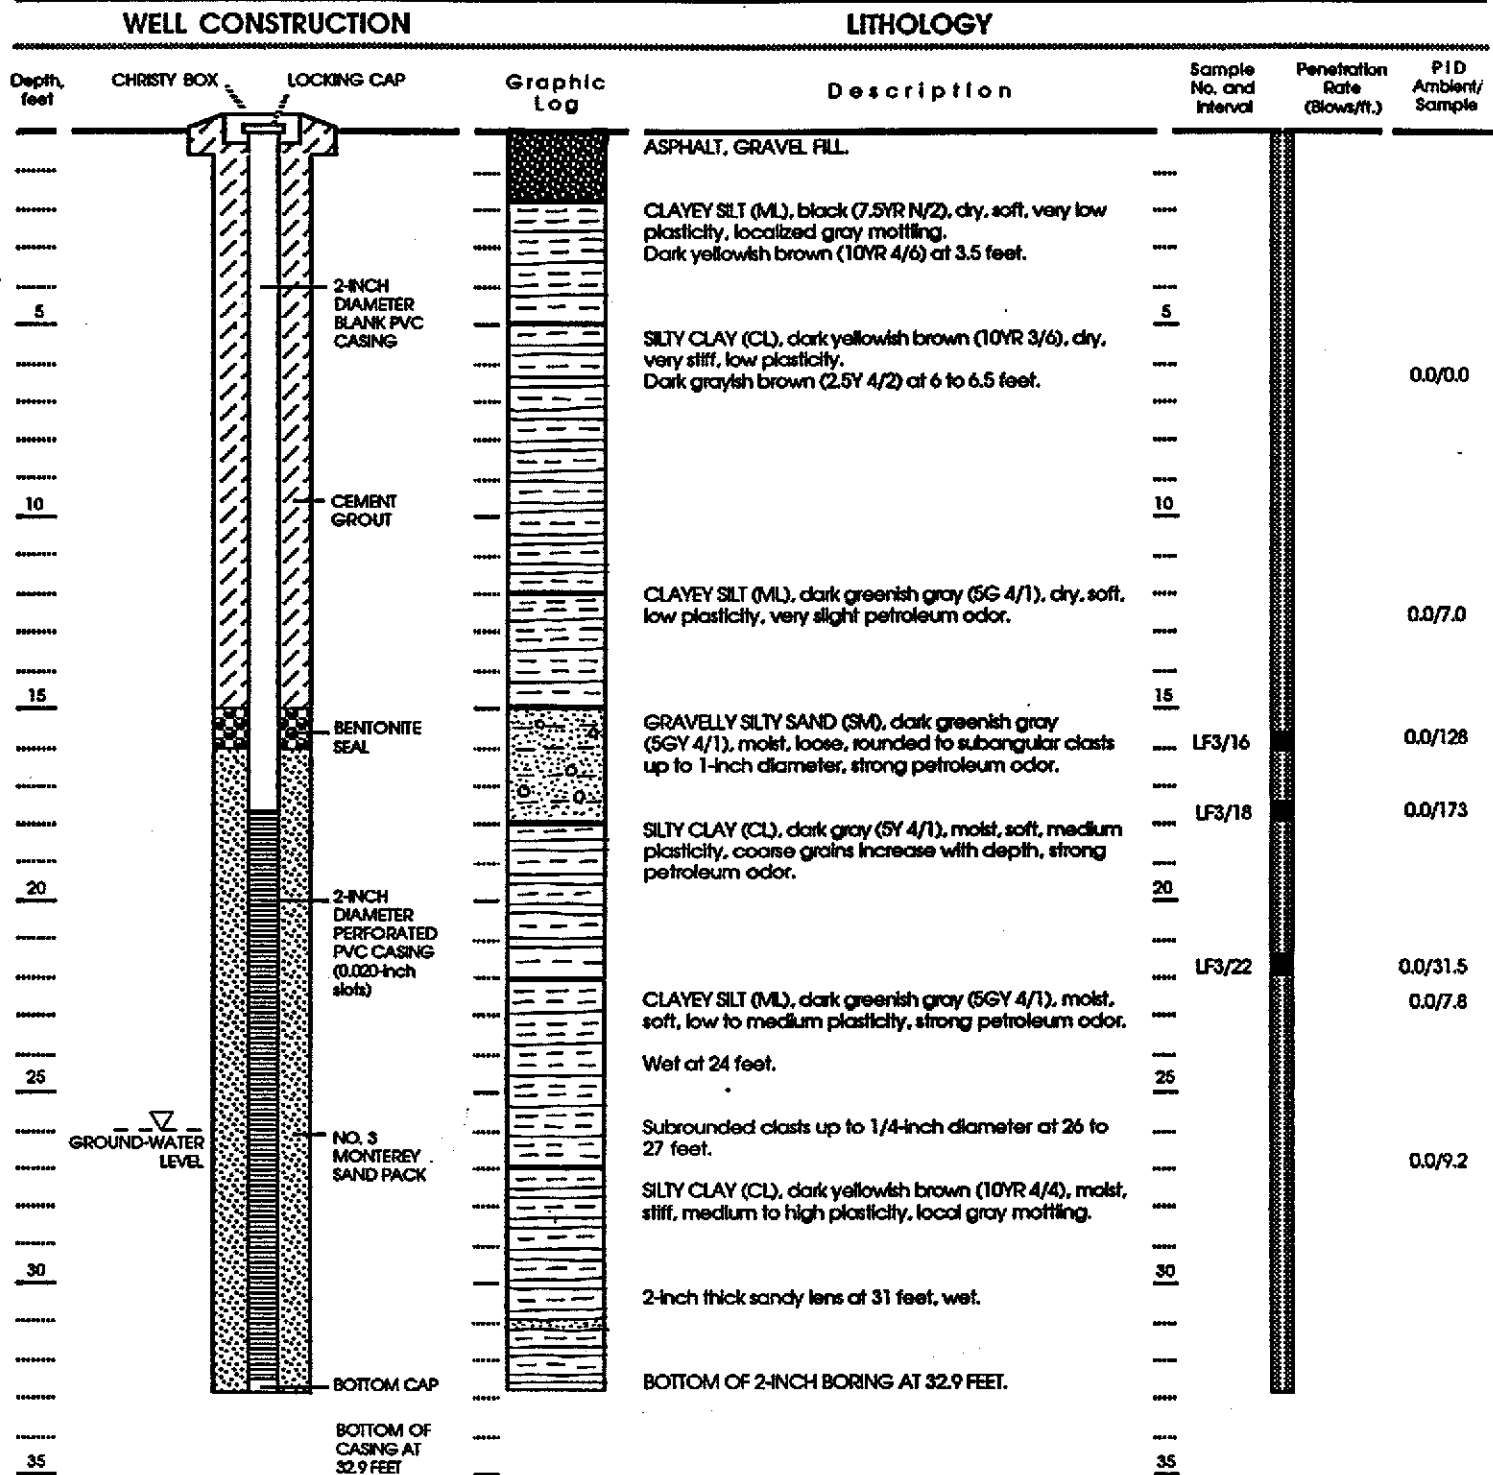 WELL CONSTRUCTION
LITHOLOGY
Depth,
feet
CHRISTY BOX
LOCKING CAP
Graphic
Log
Description
Sample
No. and
Interval
Penetration
Rate
(Blows/ft.)
PID
Ambient/
Sample
ASPHALT, GRAVEL FILL.
CLAYEY SILT (ML), black (7.5YR N/2), dry, soft, very low
plasticity, localized gray mottling.
Dark yellowish brown (10YR 4/6) at 3.5 feet.
2-INCH
DIAMETER
BLANK PVC
CASING
5
5
SILTY CLAY (CL), dark yellowish brown (10YR 3/6), dry,
very stiff, low plasticity.
Dark grayish brown (2.5Y 4/2) at 6 to 6.5 feet.
0.0/0.0
10
CEMENT
GROUT
10
CLAYEY SILT (ML), dark greenish gray (5G 4/1), dry, soft,
low plasticity, very slight petroleum odor.
0.0/7.0
15
15
BENTONITE
SEAL
GRAVELLY SILTY SAND (SM), dark greenish gray
(5GY 4/1), moist, loose, rounded to subangular clasts
up to 1-inch diameter, strong petroleum odor.
LF3/16
0.0/128
LF3/18
0.0/173
SILTY CLAY (CL), dark gray (5Y 4/1), moist, soft, medium
plasticity, coarse grains increase with depth, strong
petroleum odor.
20
20
2-INCH
DIAMETER
PERFORATED
PVC CASING
(0.020-inch
slots)
LF3/22
0.0/31.5
CLAYEY SILT (ML), dark greenish gray (5GY 4/1), moist,
soft, low to medium plasticity, strong petroleum odor.
0.0/7.8
Wet at 24 feet.
25
25
GROUND-WATER
LEVEL
NO. 3
MONTEREY
SAND PACK
Subrounded clasts up to 1/4-inch diameter at 26 to
27 feet.
0.0/9.2
SILTY CLAY (CL), dark yellowish brown (10YR 4/4), moist,
stiff, medium to high plasticity, local gray mottling.
30
30
2-inch thick sandy lens at 31 feet, wet.
BOTTOM CAP
BOTTOM OF 2-INCH BORING AT 32.9 FEET.
BOTTOM OF
CASING AT
32.9 FEET
35
35